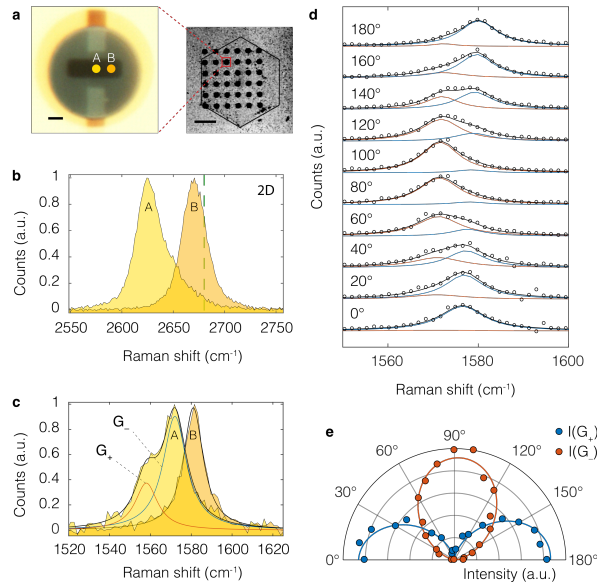 a
A B
b
2D
A B
Counts (a.u.)
1
0.8
0.6
0.4
0.2
0
2550 2600 2650 2700 2750
Raman shift (cm-1)
c
G₋
G₊
A B
Counts (a.u.)
1
0.8
0.6
0.4
0.2
0
1520 1540 1560 1580 1600 1620
Raman shift (cm-1)
d
180°
160°
140°
120°
100°
80°
60°
40°
20°
0°
Counts (a.u.)
1560 1580 1600
Raman shift (cm-1)
e
I(G₊)
I(G₋)
0°
30°
60°
90°
120°
150°
180°
Intensity (a.u.)